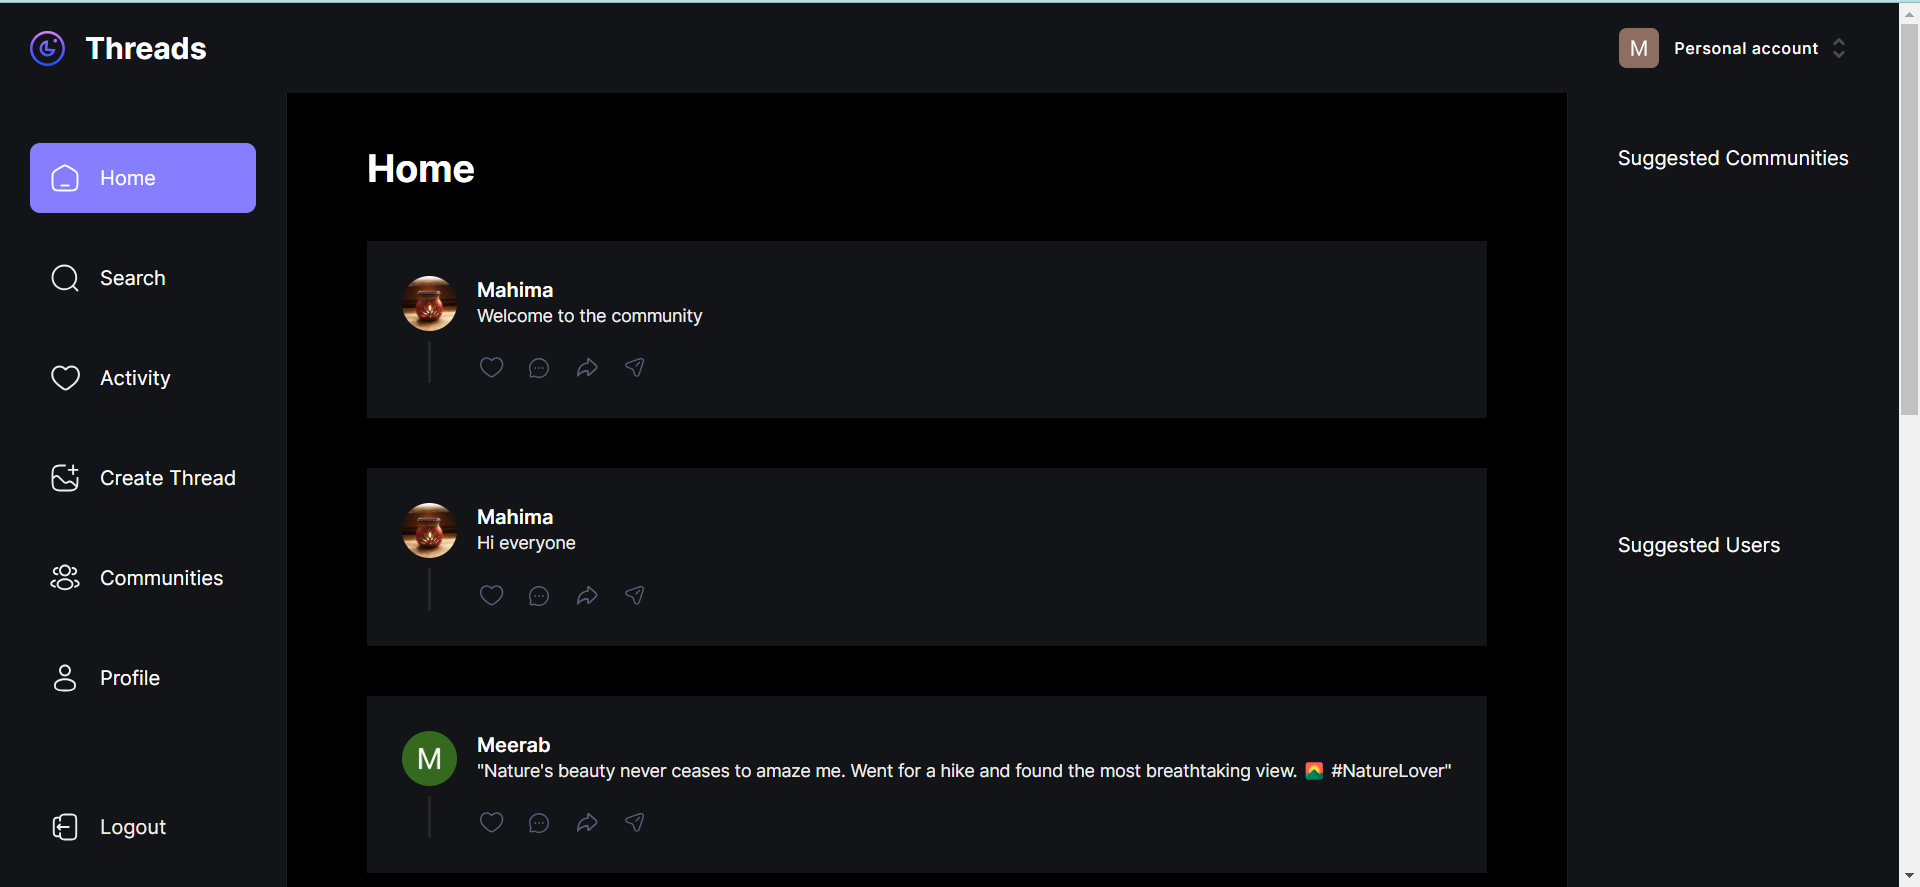 Threads
M Personal account
Home
Search
Activity
Create Thread
Communities
Profile
Logout
Home
Mahima
Welcome to the community
Mahima
Hi everyone
M
Meerab
"Nature's beauty never ceases to amaze me. Went for a hike and found the most breathtaking view. 🌄 #NatureLover"
Suggested Communities
Suggested Users